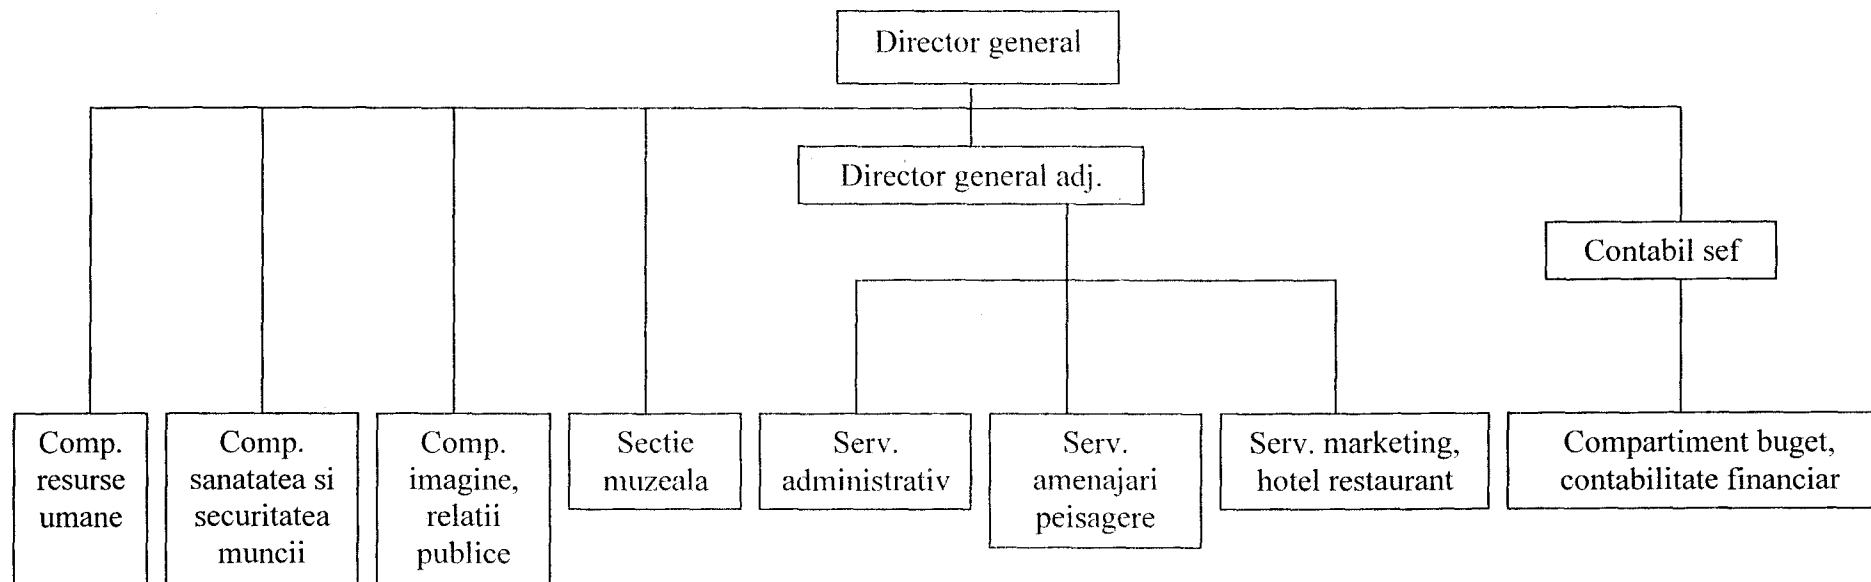 Director general
Director general adj.
Contabil sef
Comp.
resurse
umane
Comp.
sanatatea si
securitatea
muncii
Comp.
imagine,
relatii
publice
Sectie
muzeala
Serv.
administrativ
Serv.
amenajari
peisagere
Serv. marketing,
hotel restaurant
Compartiment buget,
contabilitate financiar